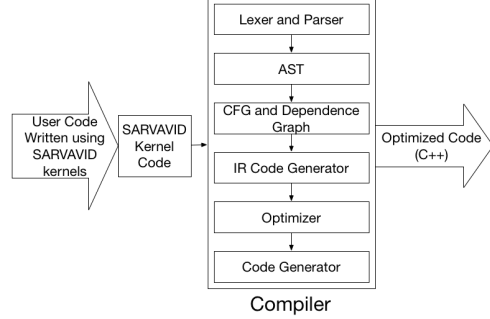 User Code
Written using
SARVAVID
kernels
SARVAVID
Kernel
Code
Lexer and Parser
AST
CFG and Dependence
Graph
IR Code Generator
Optimizer
Code Generator
Optimized Code
(C++)
Compiler